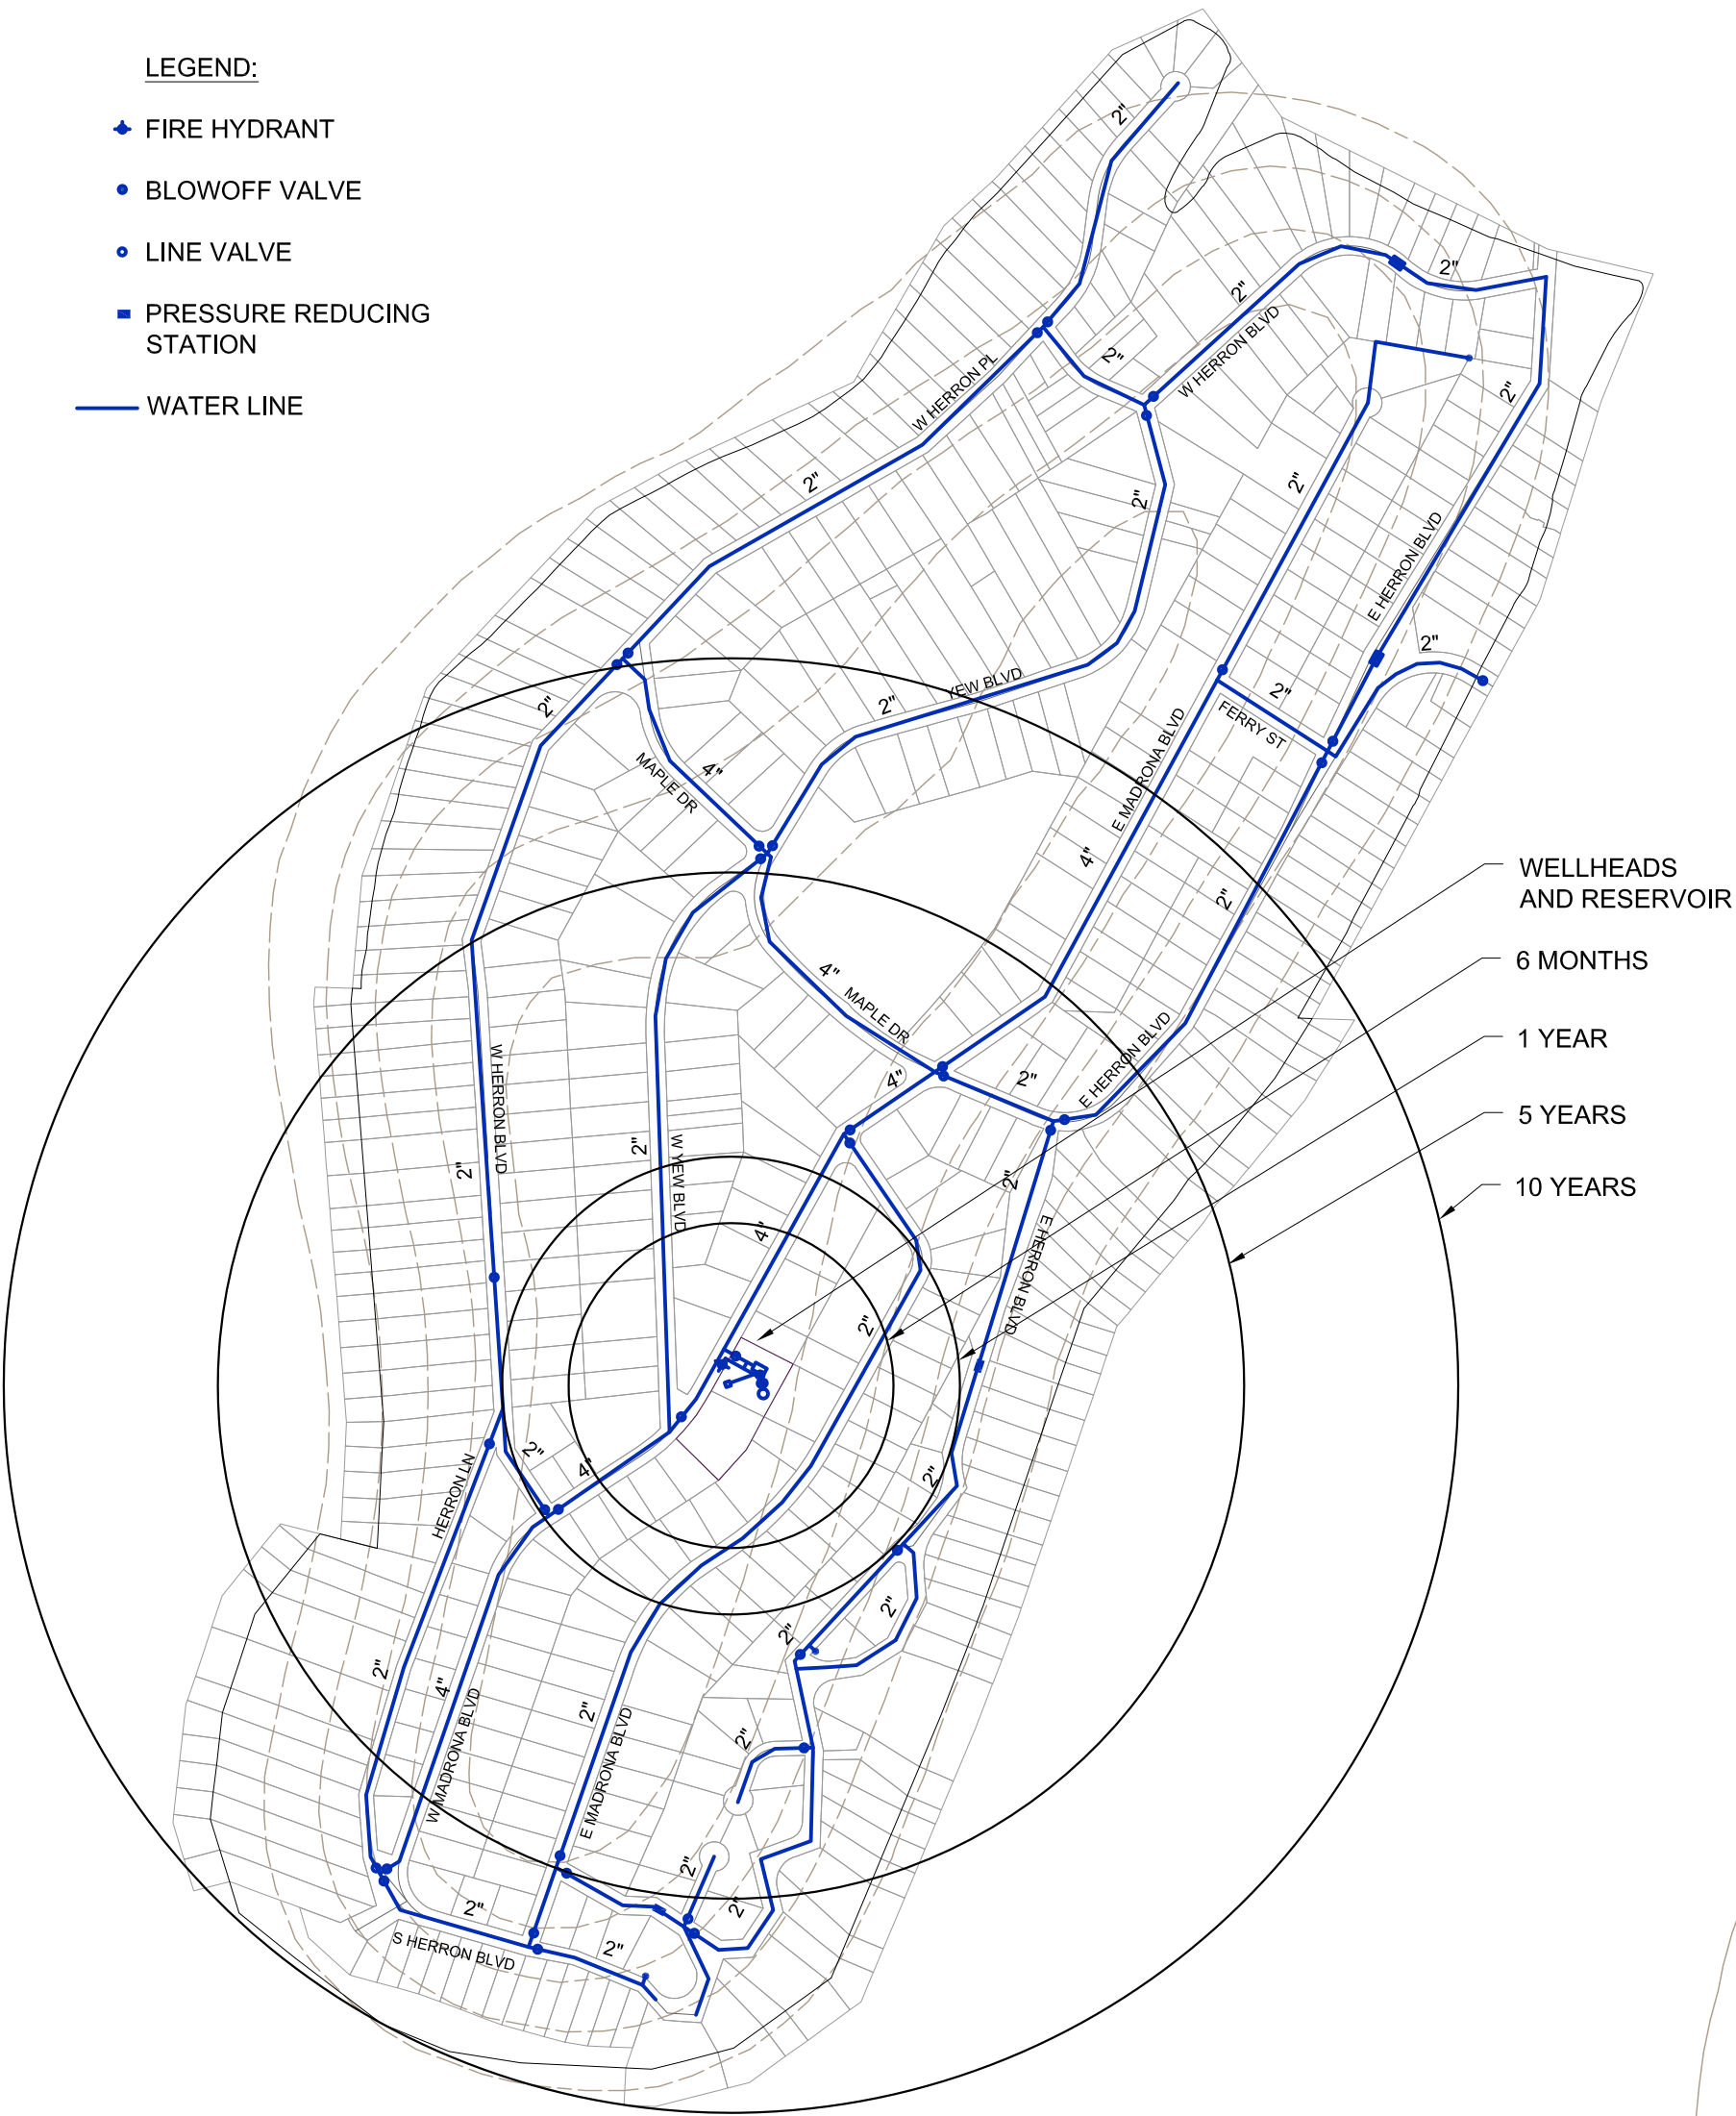 LEGEND:
FIRE HYDRANT
BLOWOFF VALVE
LINE VALVE
PRESSURE REDUCING
STATION
WATER LINE
2"
2"
2"
2"
W HERRON BLVD
W HERRON PL
2"
2"
2"
2"
E HERRON BLVD
2"
2"
YEW BLVD
2"
2"
FERRY ST
2"
MAPLE DR
4"
E MADRONA BLVD
4"
2"
WELLHEADS
AND RESERVOIR
6 MONTHS
1 YEAR
5 YEARS
10 YEARS
4"
MAPLE DR
4"
2"
E HERRON BLVD
W HERRON BLVD
2"
2"
W YEW BLVD
4"
2"
E HERRON BLVD
2"
2"
4"
HERRON LN
2"
2"
2"
2"
4"
W MADRONA BLVD
2"
E MADRONA BLVD
2"
2"
2"
2"
S HERRON BLVD
2"